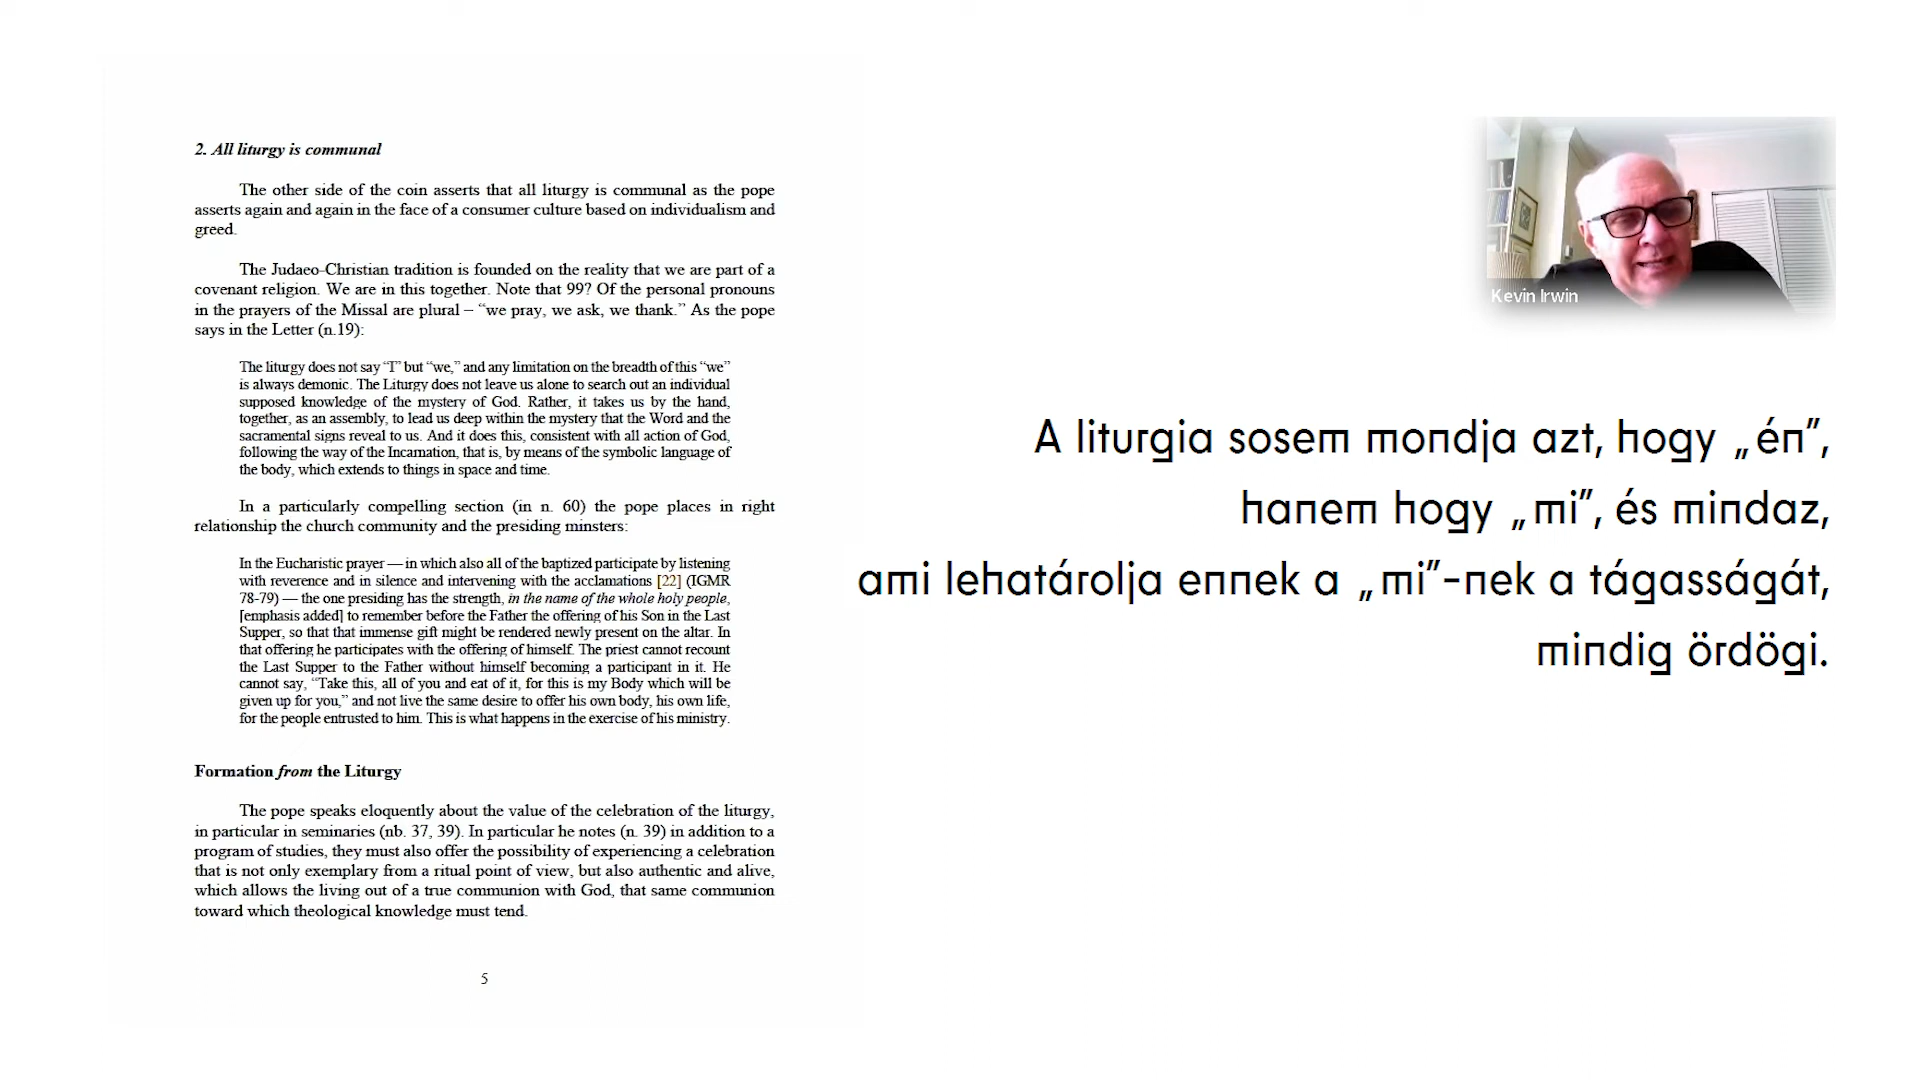 2. All liturgy is communal
The other side of the coin asserts that all liturgy is communal as the pope
asserts again and again in the face of a consumer culture based on individualism and
greed.
The Judaeo-Christian tradition is founded on the reality that we are part of a
covenant religion. We are in this together. Note that 99? Of the personal pronouns
in the prayers of the Missal are plural – “we pray, we ask, we thank.” As the pope
says in the Letter (n.19):
The liturgy does not say “I” but “we,” and any limitation on the breadth of this “we”
is always demonic. The Liturgy does not leave us alone to search out an individual
supposed knowledge of the mystery of God. Rather, it takes us by the hand,
together, as an assembly, to lead us deep within the mystery that the Word and the
sacramental signs reveal to us. And it does this, consistent with all action of God,
following the way of the Incarnation, that is, by means of the symbolic language of
the body, which extends to things in space and time.
In a particularly compelling section (in n. 60) the pope places in right
relationship the church community and the presiding minsters:
In the Eucharistic prayer — in which also all of the baptized participate by listening
with reverence and in silence and intervening with the acclamations [22] (IGMR
78-79) — the one presiding has the strength, in the name of the whole holy people,
[emphasis added] to remember before the Father the offering of his Son in the Last
Supper, so that that immense gift might be rendered newly present on the altar. In
that offering he participates with the offering of himself. The priest cannot recount
the Last Supper to the Father without himself becoming a participant in it. He
cannot say, “Take this, all of you and eat of it, for this is my Body which will be
given up for you,” and not live the same desire to offer his own body, his own life,
for the people entrusted to him. This is what happens in the exercise of his ministry.
Formation from the Liturgy
The pope speaks eloquently about the value of the celebration of the liturgy,
in particular in seminaries (nb. 37, 39). In particular he notes (n. 39) in addition to a
program of studies, they must also offer the possibility of experiencing a celebration
that is not only exemplary from a ritual point of view, but also authentic and alive,
which allows the living out of a true communion with God, that same communion
toward which theological knowledge must tend.
5
Kevin Irwin
A liturgia sosem mondja azt, hogy „én”,
hanem hogy „mi”, és mindaz,
ami lehatárolja ennek a „mi”-nek a tágasságát,
mindig ördögi.